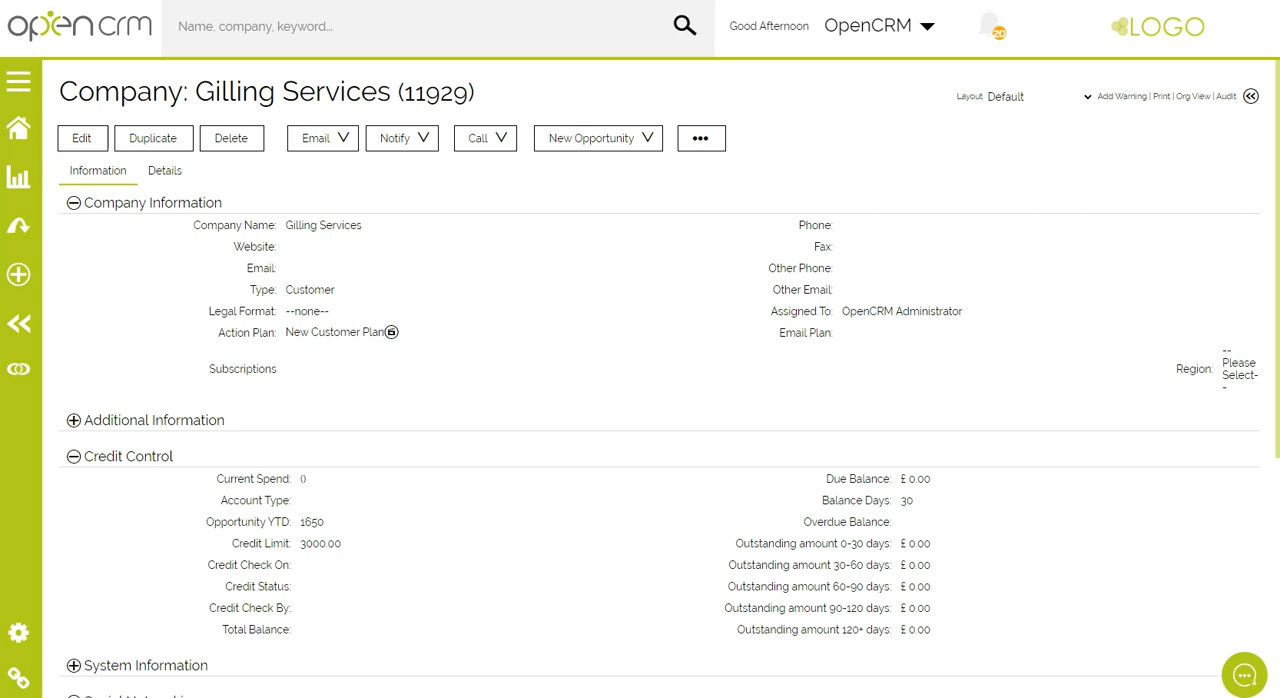 opencrm
Name, company, keyword...
Good Afternoon OpenCRM
20
LOGO
Company: Gilling Services (11929)
Layout Default
Add Warning | Print | Org View | Audit
Edit Duplicate Delete Email Notify Call New Opportunity •••
Information Details
Company Information
Company Name: Gilling Services Phone:
Website: Fax:
Email: Other Phone:
Type: Customer Other Email:
Legal Format: --none-- Assigned To: OpenCRM Administrator
Action Plan: New Customer Plan Email Plan:
Subscriptions Region: --
Please
Select-
-
Additional Information
Credit Control
Current Spend: () Due Balance: £ 0.00
Account Type: Balance Days: 30
Opportunity YTD: 1650 Overdue Balance:
Credit Limit: 3000.00 Outstanding amount 0-30 days: £ 0.00
Credit Check On: Outstanding amount 30-60 days: £ 0.00
Credit Status: Outstanding amount 60-90 days: £ 0.00
Credit Check By: Outstanding amount 90-120 days: £ 0.00
Total Balance: Outstanding amount 120+ days: £ 0.00
System Information